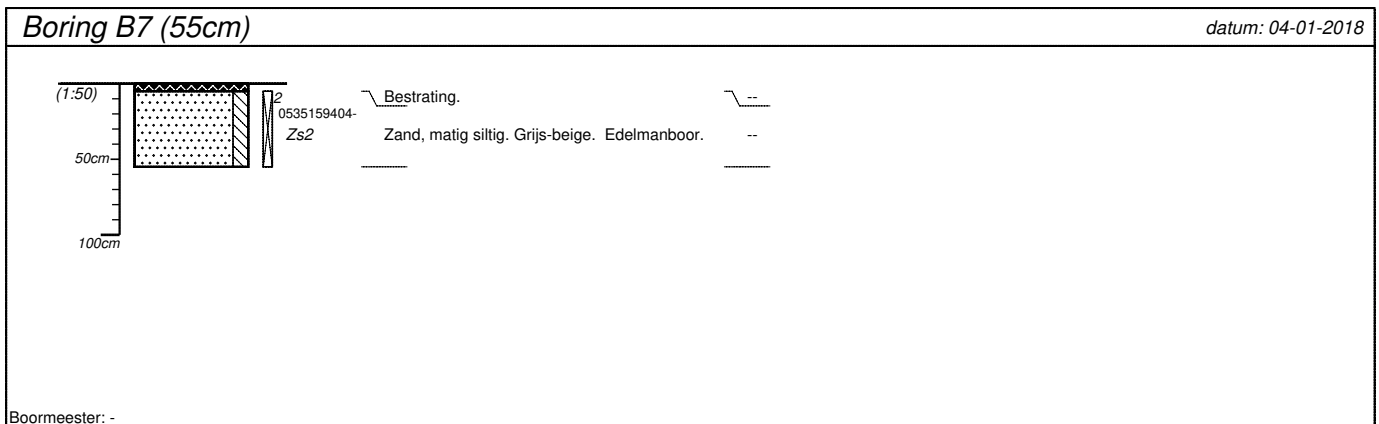 Boring B7 (55cm)
datum: 04-01-2018
(1:50)
2
Bestrating.
--
0535159404-
Zs2
Zand, matig siltig. Grijs-beige. Edelmanboor.
--
50cm
100cm
Boormeester: -